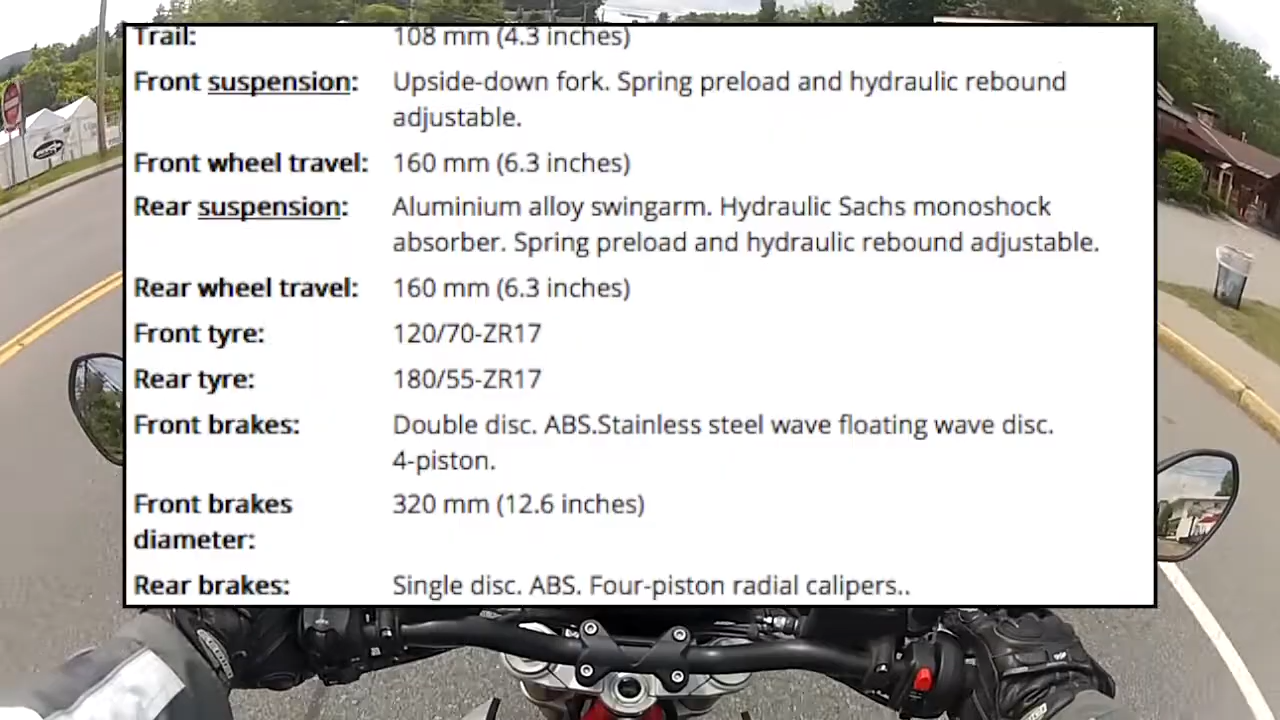 Trail: 108 mm (4.3 inches)
Front suspension: Upside-down fork. Spring preload and hydraulic rebound
adjustable.
Front wheel travel: 160 mm (6.3 inches)
Rear suspension: Aluminium alloy swingarm. Hydraulic Sachs monoshock
absorber. Spring preload and hydraulic rebound adjustable.
Rear wheel travel: 160 mm (6.3 inches)
Front tyre: 120/70-ZR17
Rear tyre: 180/55-ZR17
Front brakes: Double disc. ABS.Stainless steel wave floating wave disc.
4-piston.
Front brakes 320 mm (12.6 inches)
diameter:
Rear brakes: Single disc. ABS. Four-piston radial calipers..